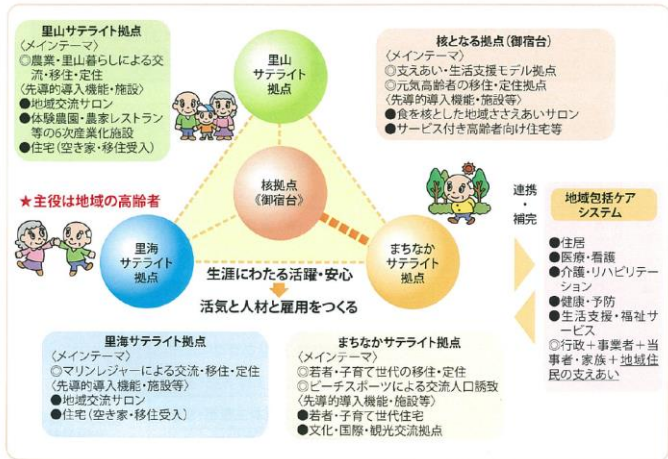 里山サテライト拠点
〈メインテーマ〉
◎農業・里山暮らしによる交
流・移住・定住
〈先導的導入機能・施設〉
●地域交流サロン
●体験農園・農家レストラン
等の6次産業化施設
●住宅(空き家・移住受入)
里山
サテライト
拠点
核となる拠点(御宿台)
〈メインテーマ〉
◎支えあい・生活支援モデル拠点
◎元気高齢者の移住・定住拠点
〈先導的導入機能・施設等〉
●食を核とした地域ささえあいサロン
●サービス付き高齢者向け住宅等
★主役は地域の高齢者
核拠点
《御宿台》
里海
サテライト
拠点
まちなか
サテライト
拠点
生涯にわたる活躍・安心
活気と人材と雇用をつくる
連携
・
補完
地域包括ケア
システム
●住居
●医療・看護
●介護・リハビリテー
ション
●健康・予防
●生活支援・福祉サ
ービス
◎行政＋事業者＋当
事者・家族＋地域住
民の支えあい
里海サテライト拠点
〈メインテーマ〉
◎マリンレジャーによる交流・移住・定住
〈先導的導入機能・施設等〉
●地域交流サロン
●住宅(空き家・移住受入)
まちなかサテライト拠点
〈メインテーマ〉
◎若者・子育て世代の移住・定住
◎ビーチスポーツによる交流人口誘致
〈先導的導入機能・施設等〉
●若者・子育て世代住宅
●文化・国際・観光交流拠点